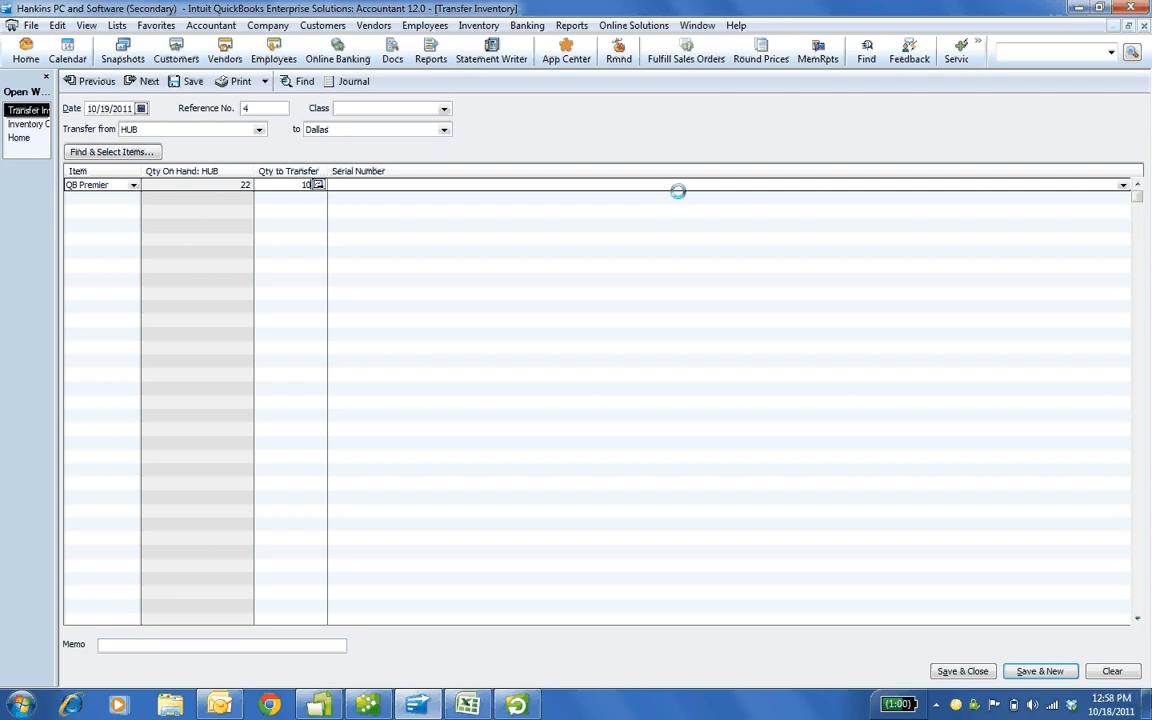 Hankins PC and Software (Secondary) - Intuit QuickBooks Enterprise Solutions: Accountant 12.0 - [Transfer Inventory]
File Edit View Lists Favorites Accountant Company Customers Vendors Employees Inventory Banking Reports Online Solutions Window Help
Home Calendar Snapshots Customers Vendors Employees Online Banking Docs Reports Statement Writer App Center Rmnd Fulfill Sales Orders Round Prices MemRpts Find Feedback Servic »
Previous Next Save Print Find Journal
Open W...
Transfer In
Inventory C
Home
Date 10/19/2011 Reference No. 4 Class
Transfer from HUB to Dallas
Find & Select Items...
Item Qty On Hand: HUB Qty to Transfer Serial Number
QB Premier 22 10
Memo
Save & Close Save & New Clear
(1:00) 12:58 PM
10/18/2011